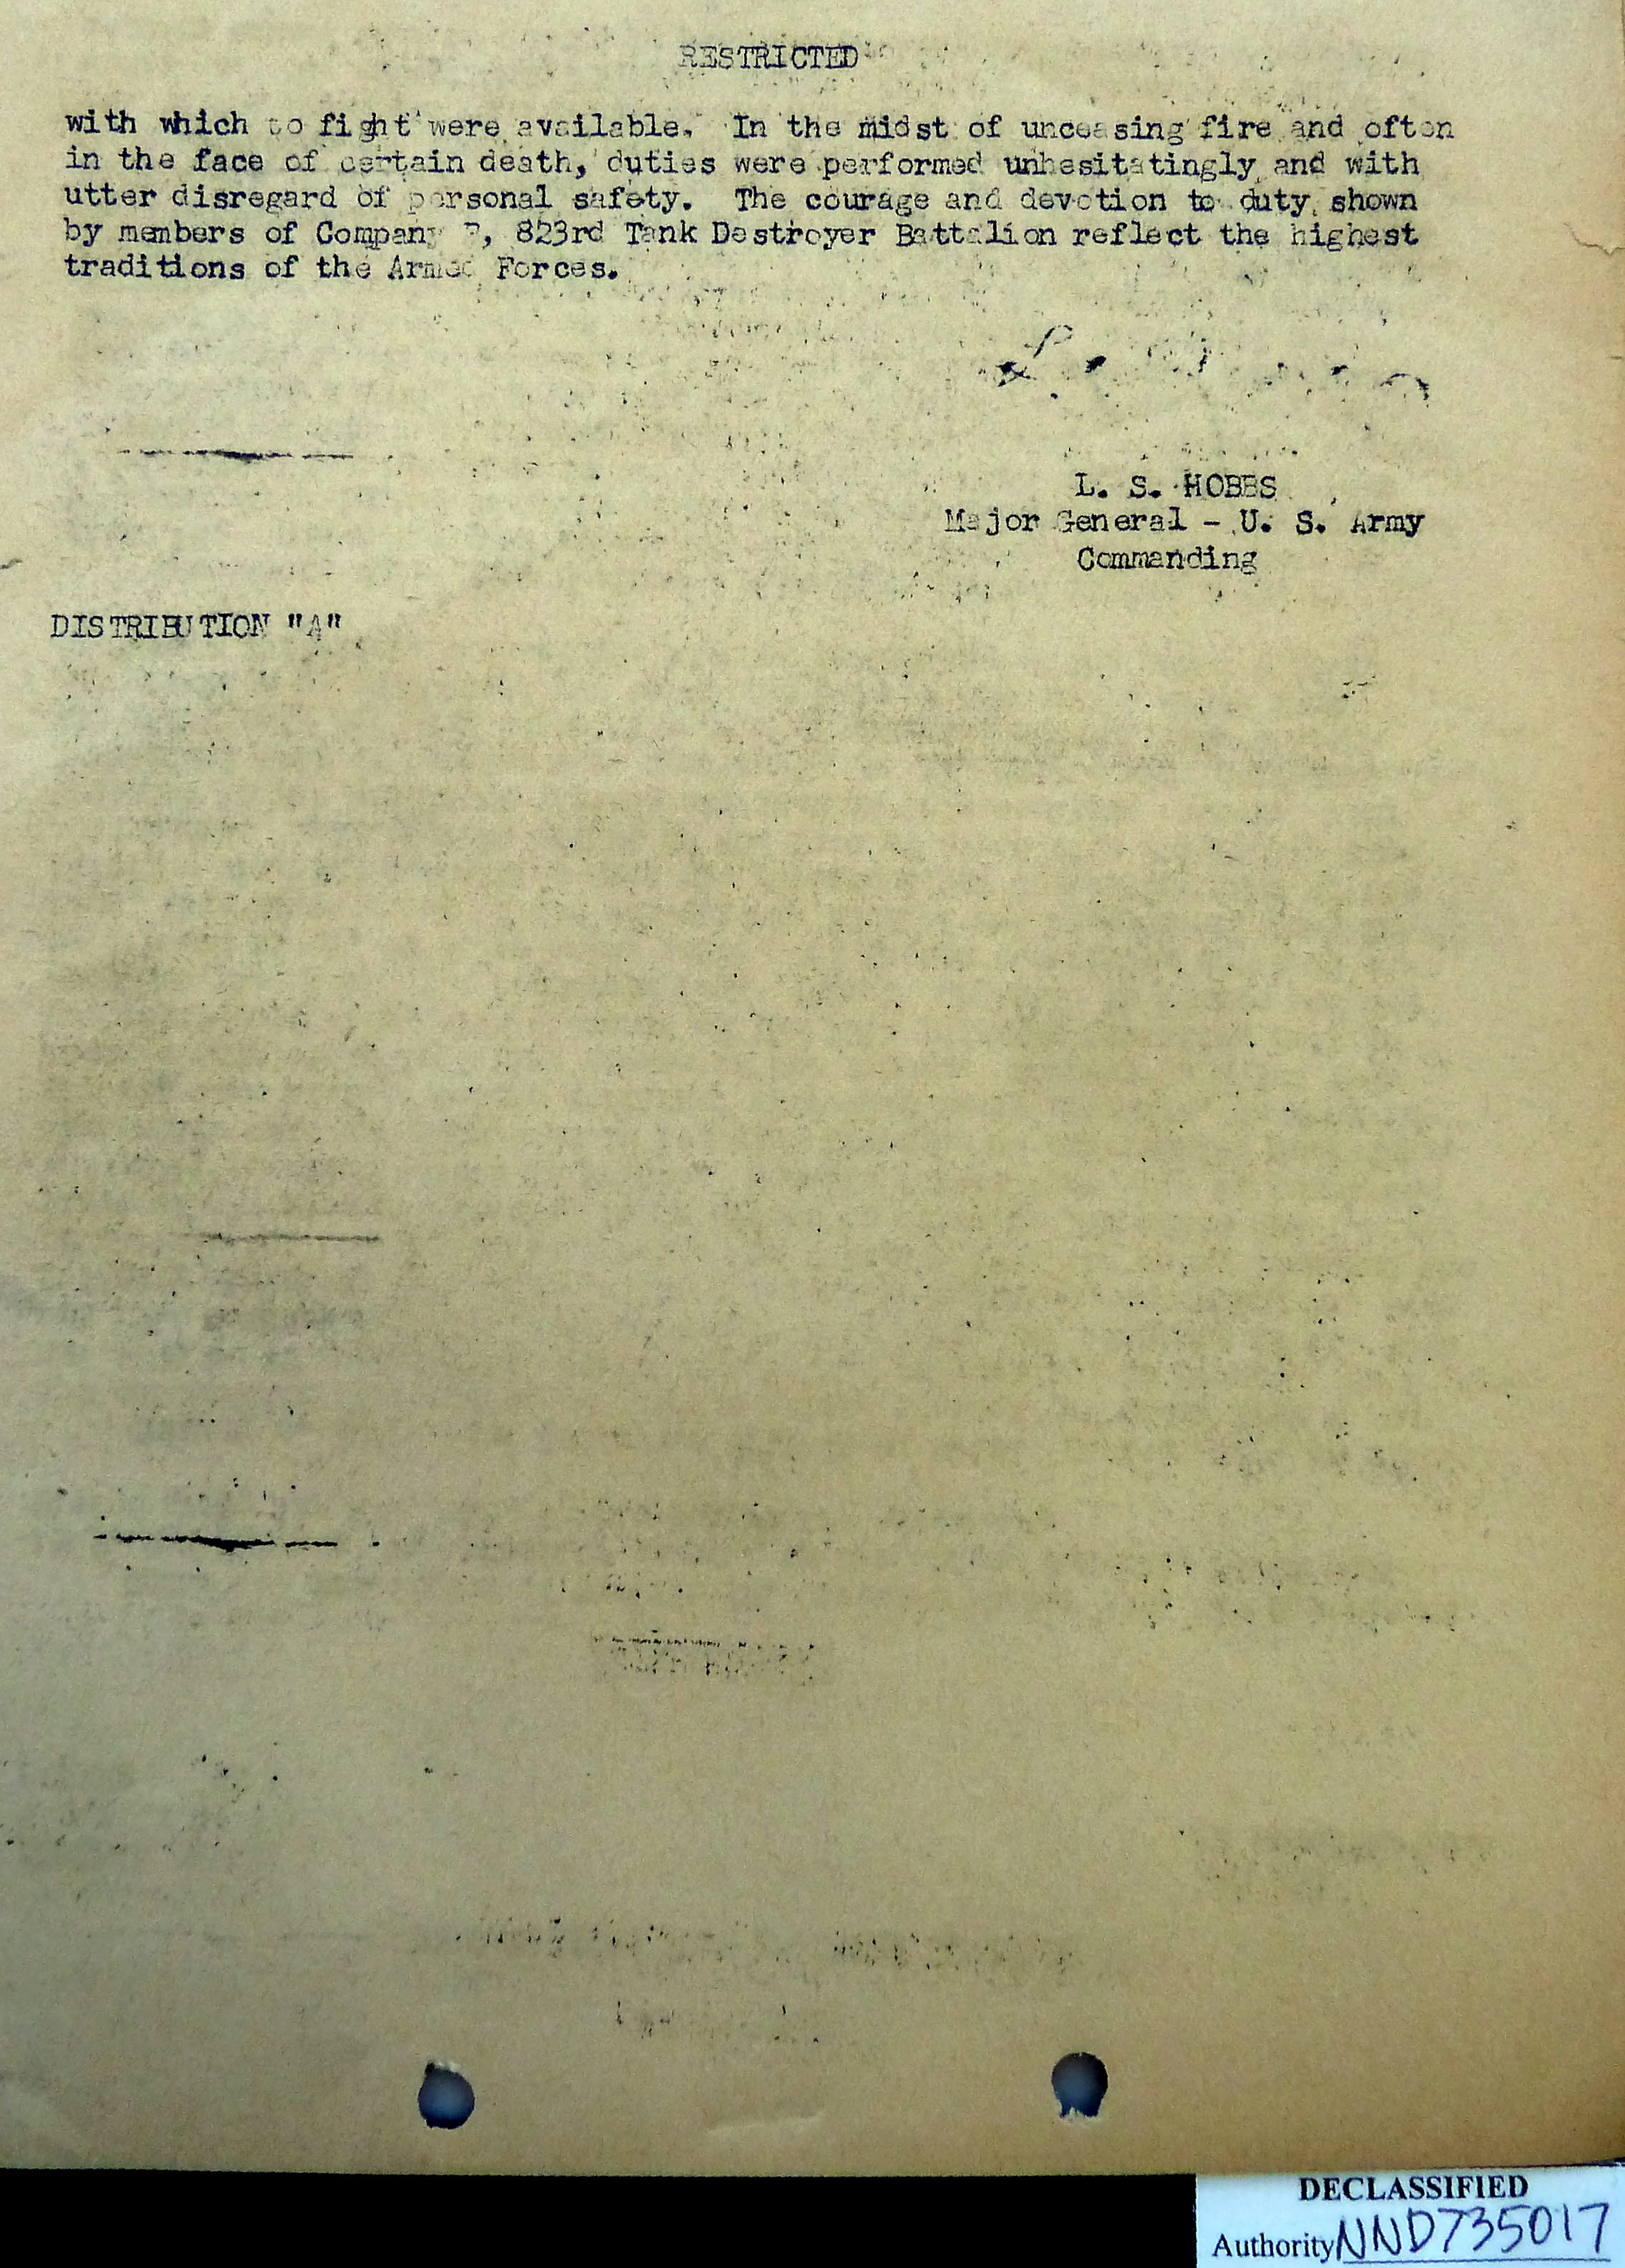 RESTRICTED
with which to fight were available. In the midst of unceasing fire and often
in the face of certain death, duties were performed unhesitatingly and with
utter disregard of personal safety. The courage and devotion to duty shown
by members of Company , 823rd Tank Destroyer Battalion reflect the highest
traditions of the Armed Forces.
L. S. HOBBS
Major General - U. S. Army
Commanding
DISTRIBUTION "A"
DECLASSIFIED
Authority NND735017